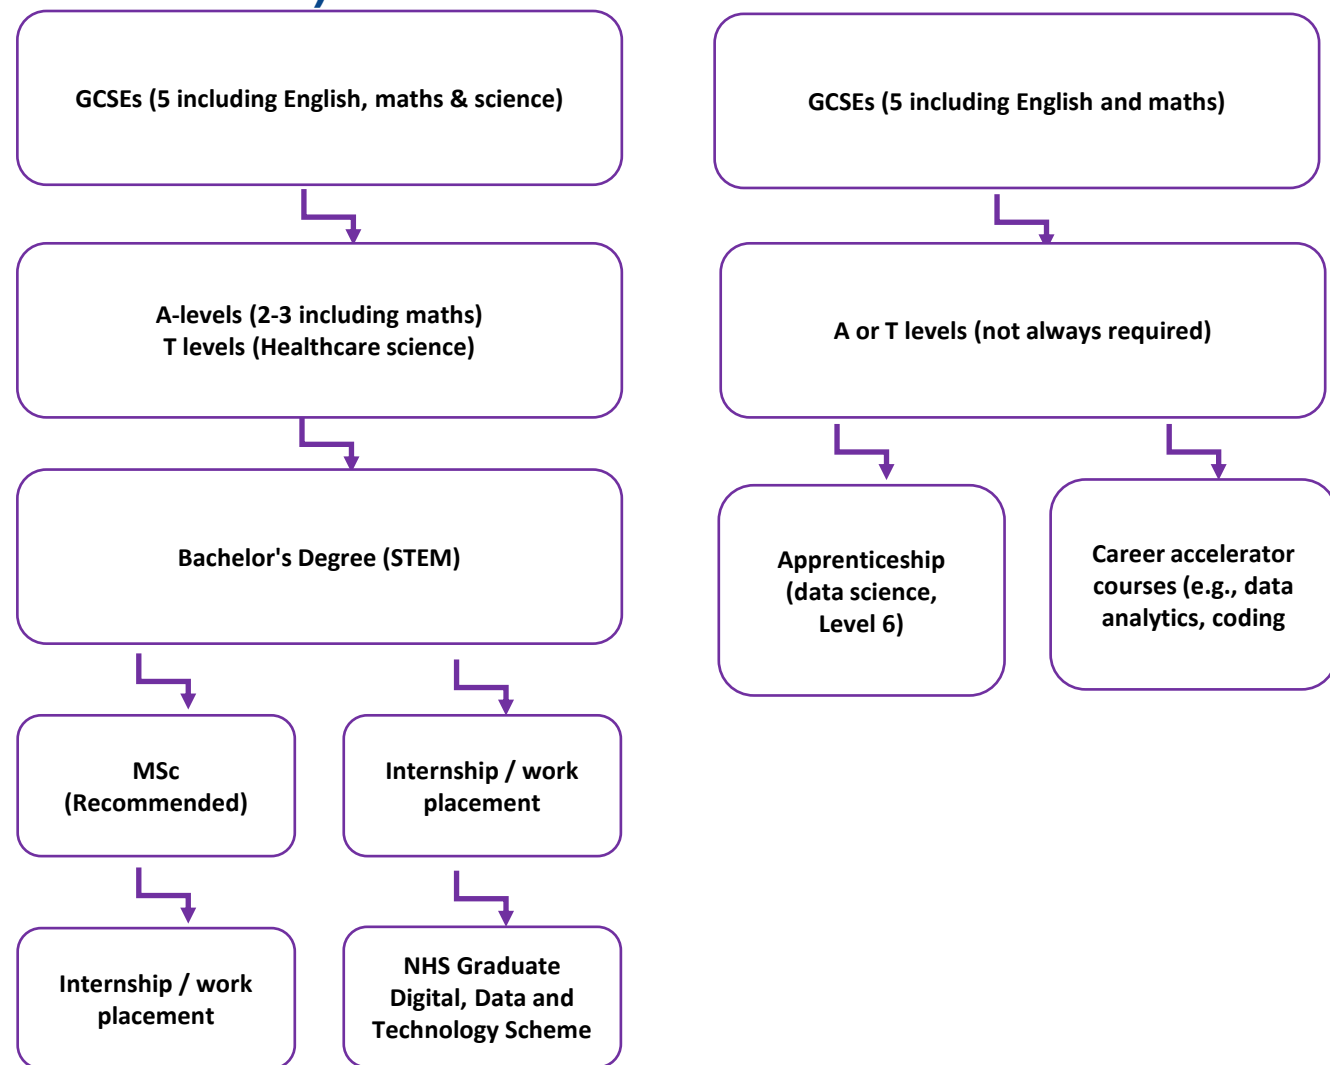 GCSEs (5 including English, maths & science)
A-levels (2-3 including maths)
T levels (Healthcare science)
Bachelor's Degree (STEM)
MSc
(Recommended)
Internship / work
placement
Internship / work
placement
NHS Graduate
Digital, Data and
Technology Scheme
GCSEs (5 including English and maths)
A or T levels (not always required)
Apprenticeship
(data science,
Level 6)
Career accelerator
courses (e.g., data
analytics, coding